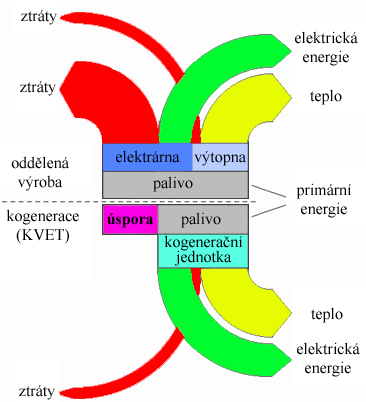 ztráty
elektrická
energie
ztráty
teplo
elektrárna
výtopna
oddělená
výroba
palivo
primární
energie
kogenerace
(KVET)
úspora
palivo
kogenerační
jednotka
teplo
elektrická
energie
ztráty